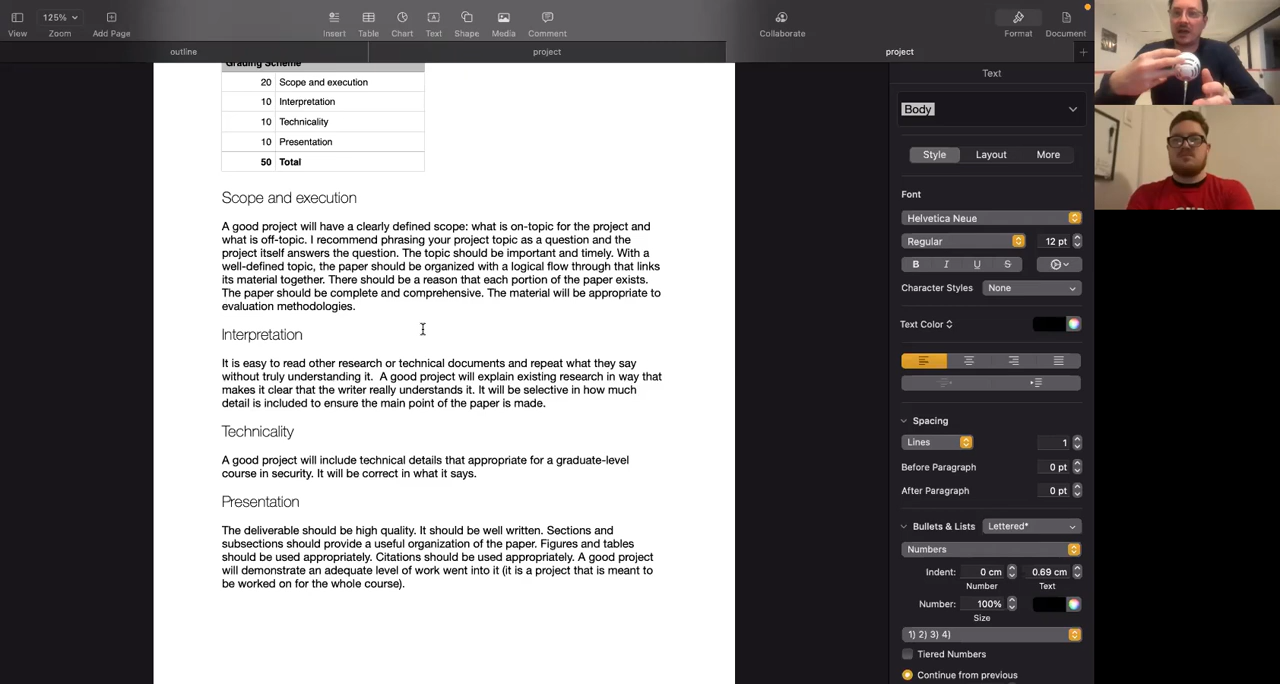 125%
View
Zoom
Add Page
Insert
Table
Chart
Text
Shape
Media
Comment
Collaborate
Format
Document
outline
project
project
Grading Scheme
20 Scope and execution
10 Interpretation
10 Technicality
10 Presentation
50 Total
Scope and execution
A good project will have a clearly defined scope: what is on-topic for the project and
what is off-topic. I recommend phrasing your project topic as a question and the
project itself answers the question. The topic should be important and timely. With a
well-defined topic, the paper should be organized with a logical flow through that links
its material together. There should be a reason that each portion of the paper exists.
The paper should be complete and comprehensive. The material will be appropriate to
evaluation methodologies.
Interpretation
It is easy to read other research or technical documents and repeat what they say
without truly understanding it. A good project will explain existing research in way that
makes it clear that the writer really understands it. It will be selective in how much
detail is included to ensure the main point of the paper is made.
Technicality
A good project will include technical details that appropriate for a graduate-level
course in security. It will be correct in what it says.
Presentation
The deliverable should be high quality. It should be well written. Sections and
subsections should provide a useful organization of the paper. Figures and tables
should be used appropriately. Citations should be used appropriately. A good project
will demonstrate an adequate level of work went into it (it is a project that is meant to
be worked on for the whole course).
Text
Body
Style
Layout
More
Font
Helvetica Neue
Regular
12 pt
B I U S
Character Styles
None
Text Color
Spacing
Lines
1
Before Paragraph
0 pt
After Paragraph
0 pt
Bullets & Lists
Lettered*
Numbers
Indent:
0 cm
0.69 cm
Number
Text
Number:
100%
Size
1) 2) 3) 4)
Tiered Numbers
Continue from previous